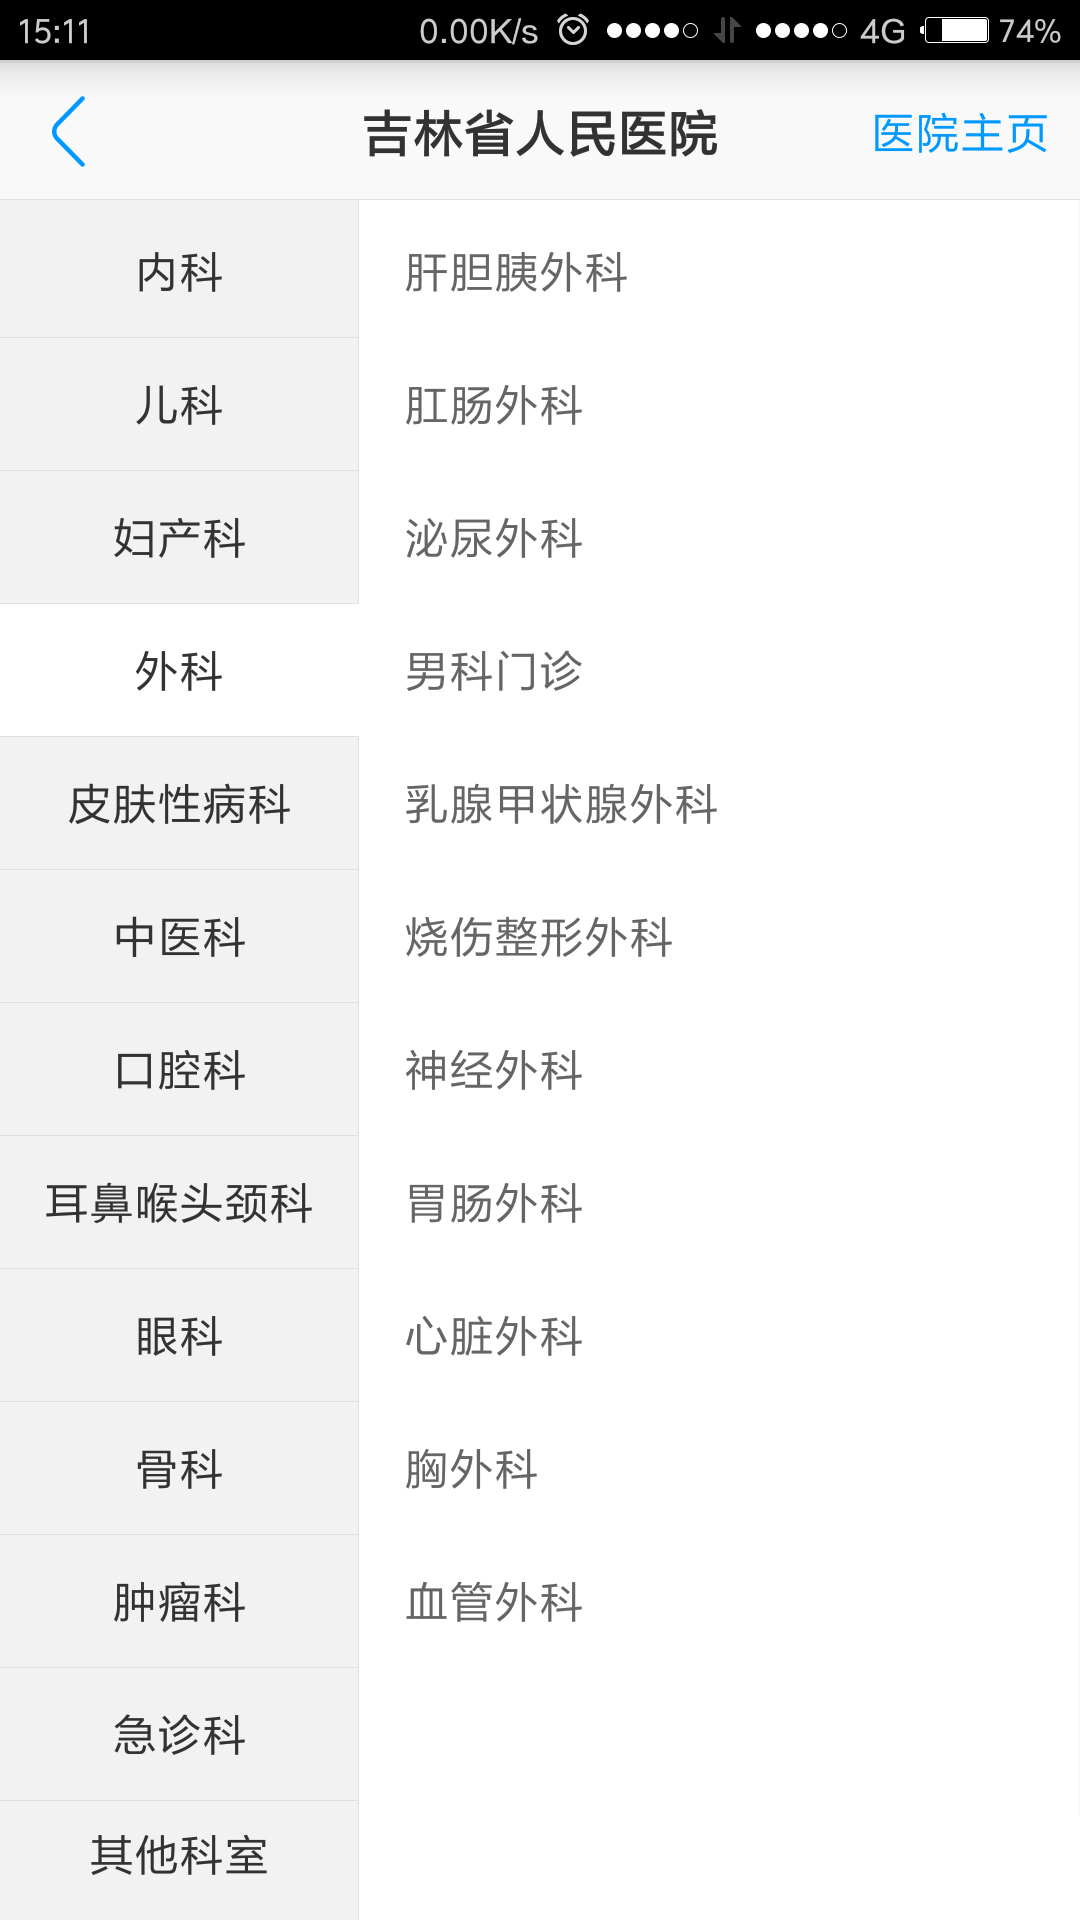 15:11 0.00K/s 4G 74%
吉林省人民医院 医院主页
内科
儿科
妇产科
外科
皮肤性病科
中医科
口腔科
耳鼻喉头颈科
眼科
骨科
肿瘤科
急诊科
其他科室
肝胆胰外科
肛肠外科
泌尿外科
男科门诊
乳腺甲状腺外科
烧伤整形外科
神经外科
胃肠外科
心脏外科
胸外科
血管外科